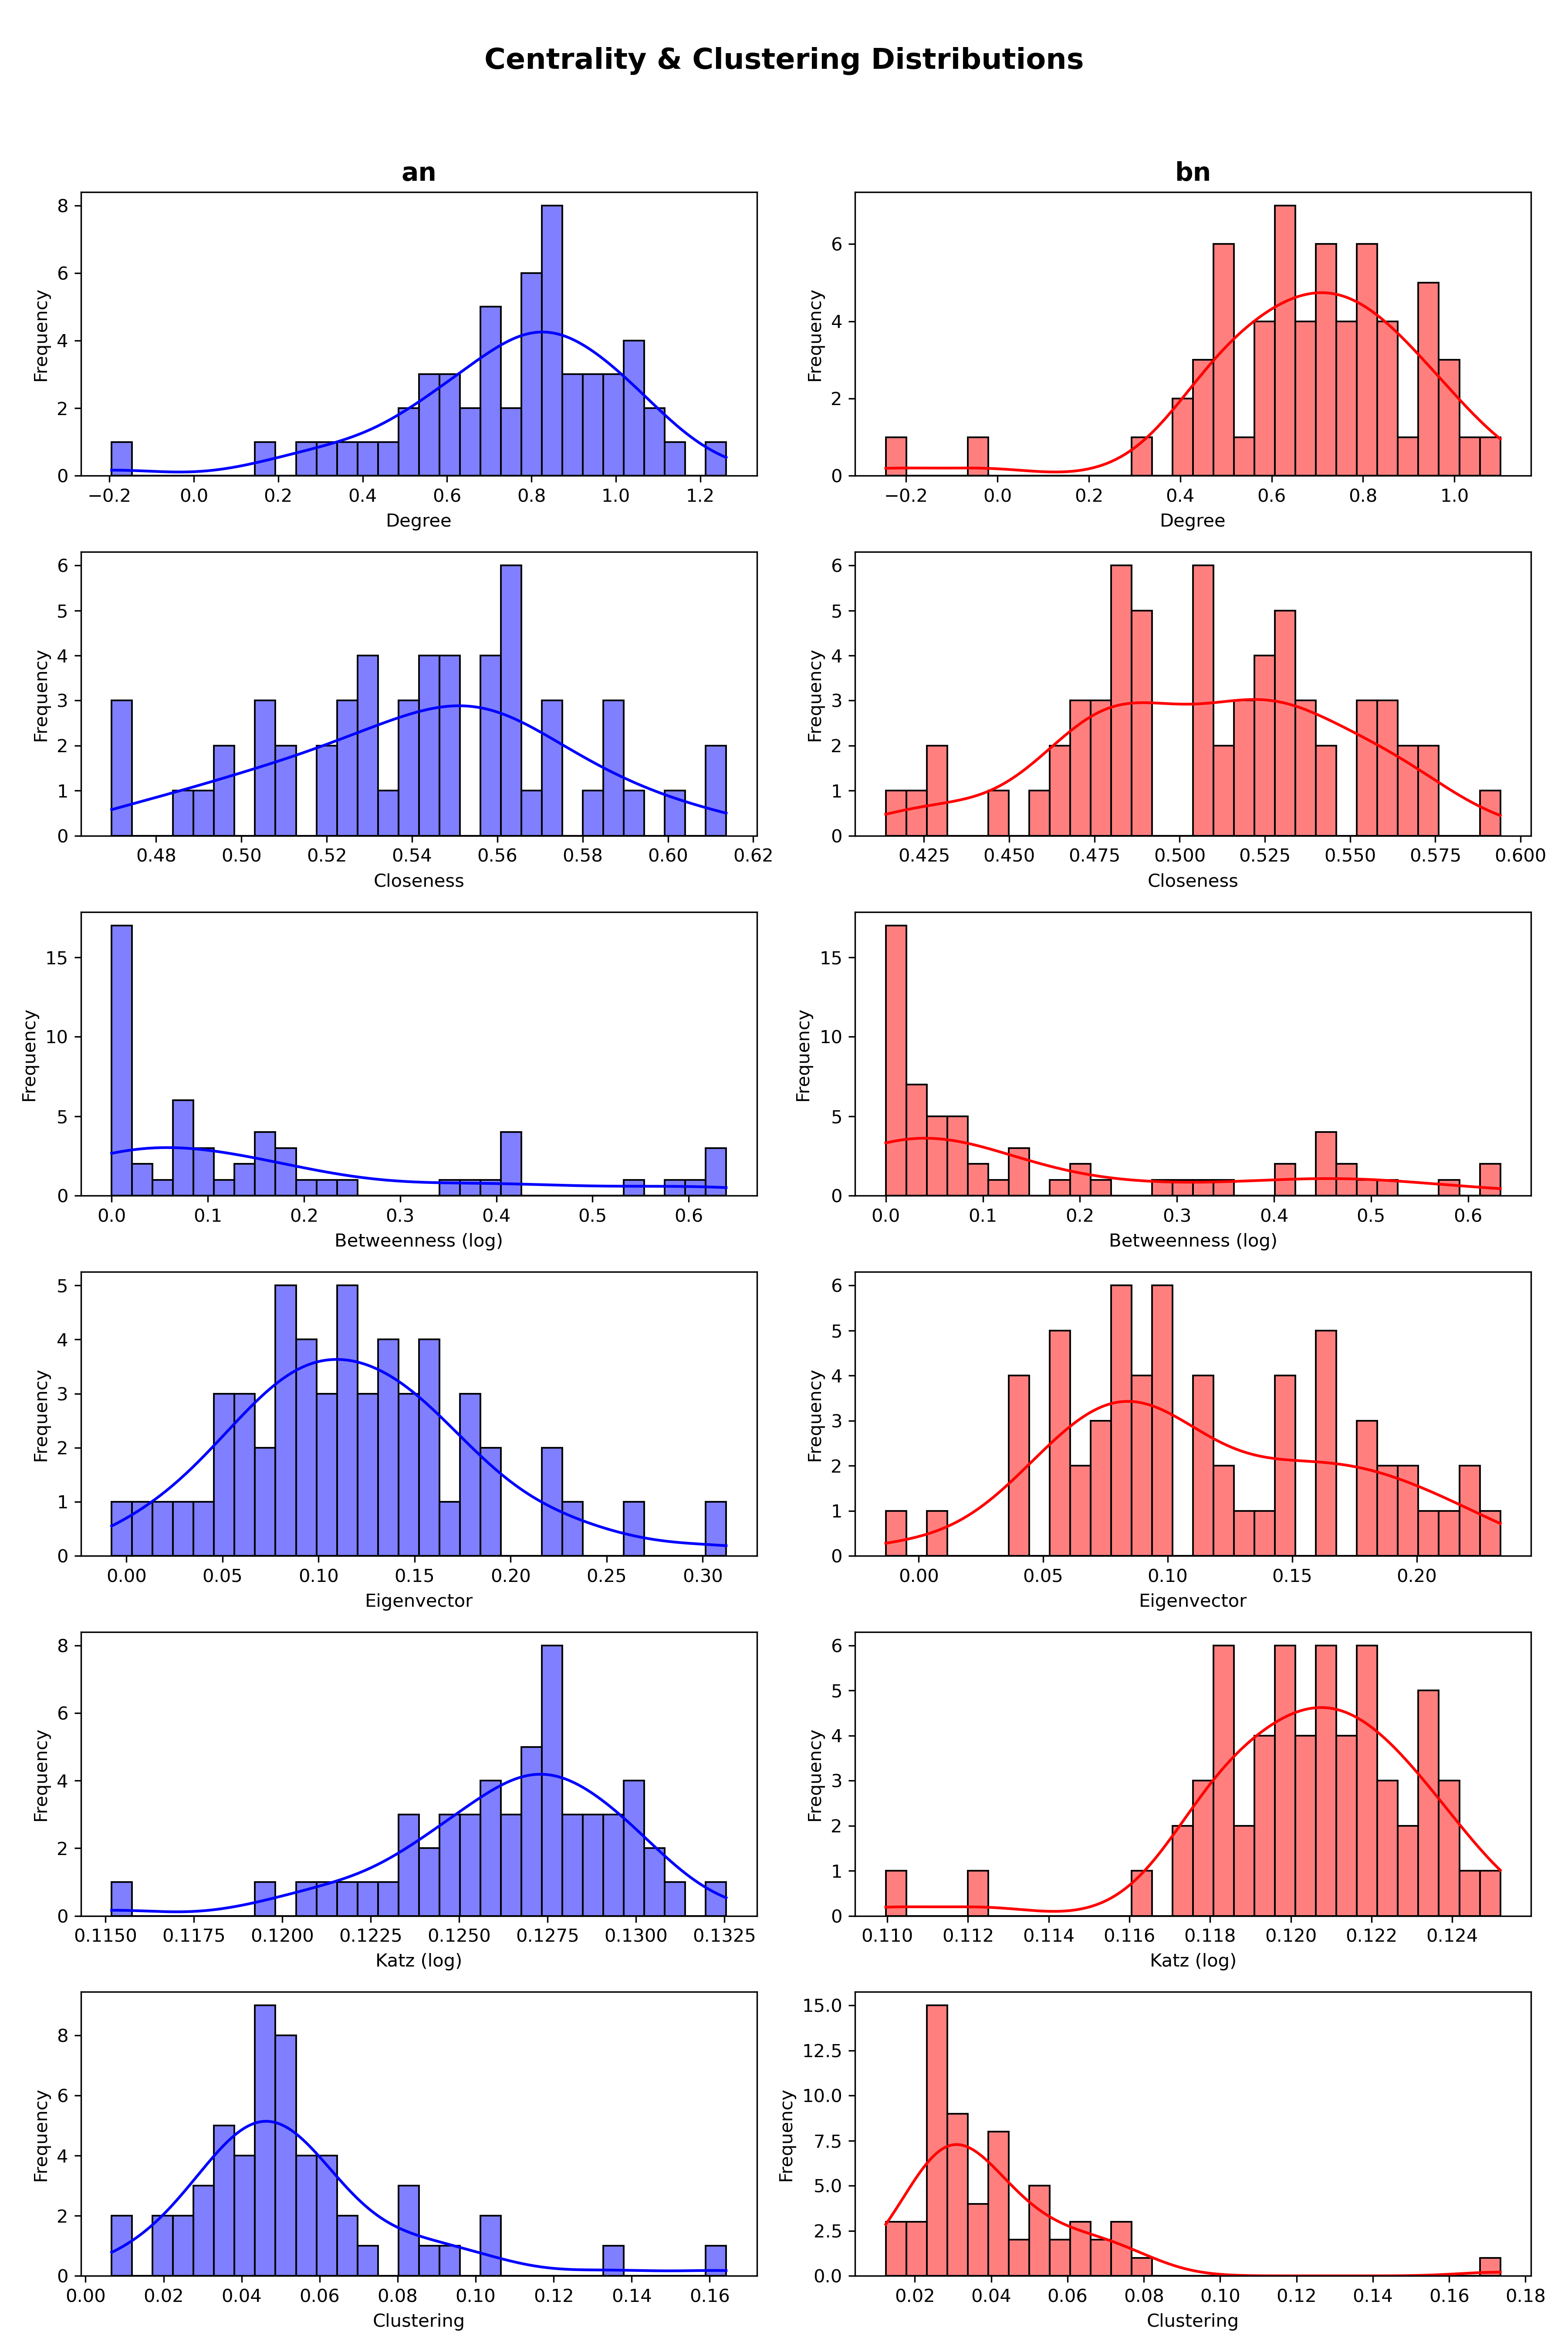 Centrality & Clustering Distributions
an
bn
Frequency
8
6
4
2
0
−0.2 0.0 0.2 0.4 0.6 0.8 1.0 1.2
Degree
Frequency
6
4
2
0
−0.2 0.0 0.2 0.4 0.6 0.8 1.0
Degree
Frequency
6
5
4
3
2
1
0
0.48 0.50 0.52 0.54 0.56 0.58 0.60 0.62
Closeness
Frequency
6
5
4
3
2
1
0
0.425 0.450 0.475 0.500 0.525 0.550 0.575 0.600
Closeness
Frequency
15
10
5
0
0.0 0.1 0.2 0.3 0.4 0.5 0.6
Betweenness (log)
Frequency
15
10
5
0
0.0 0.1 0.2 0.3 0.4 0.5 0.6
Betweenness (log)
Frequency
5
4
3
2
1
0
0.00 0.05 0.10 0.15 0.20 0.25 0.30
Eigenvector
Frequency
6
5
4
3
2
1
0
0.00 0.05 0.10 0.15 0.20
Eigenvector
Frequency
8
6
4
2
0
0.1150 0.1175 0.1200 0.1225 0.1250 0.1275 0.1300 0.1325
Katz (log)
Frequency
6
5
4
3
2
1
0
0.110 0.112 0.114 0.116 0.118 0.120 0.122 0.124
Katz (log)
Frequency
8
6
4
2
0
0.00 0.02 0.04 0.06 0.08 0.10 0.12 0.14 0.16
Clustering
Frequency
15.0
12.5
10.0
7.5
5.0
2.5
0.0
0.02 0.04 0.06 0.08 0.10 0.12 0.14 0.16 0.18
Clustering